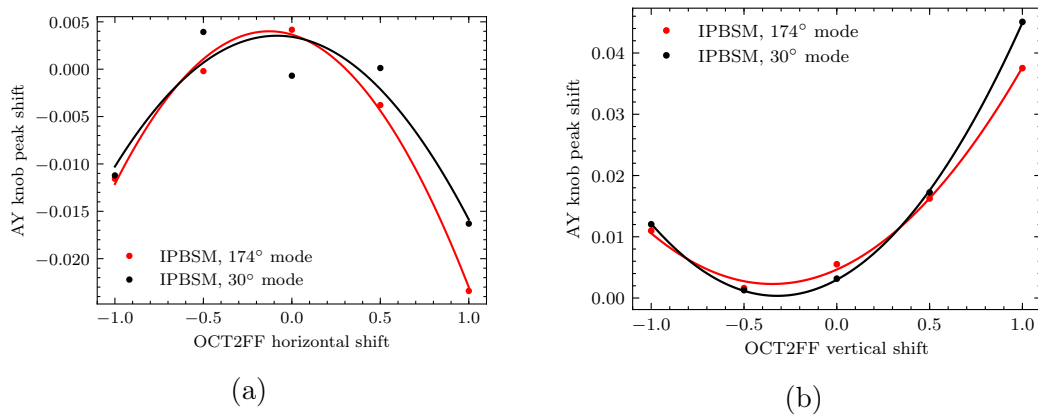 0.005
0.000
−0.005
−0.010
−0.015
−0.020
AY knob peak shift
IPBSM, 174° mode
IPBSM, 30° mode
−1.0 −0.5 0.0 0.5 1.0
OCT2FF horizontal shift
(a)
0.04
0.03
0.02
0.01
0.00
AY knob peak shift
IPBSM, 174° mode
IPBSM, 30° mode
−1.0 −0.5 0.0 0.5 1.0
OCT2FF vertical shift
(b)